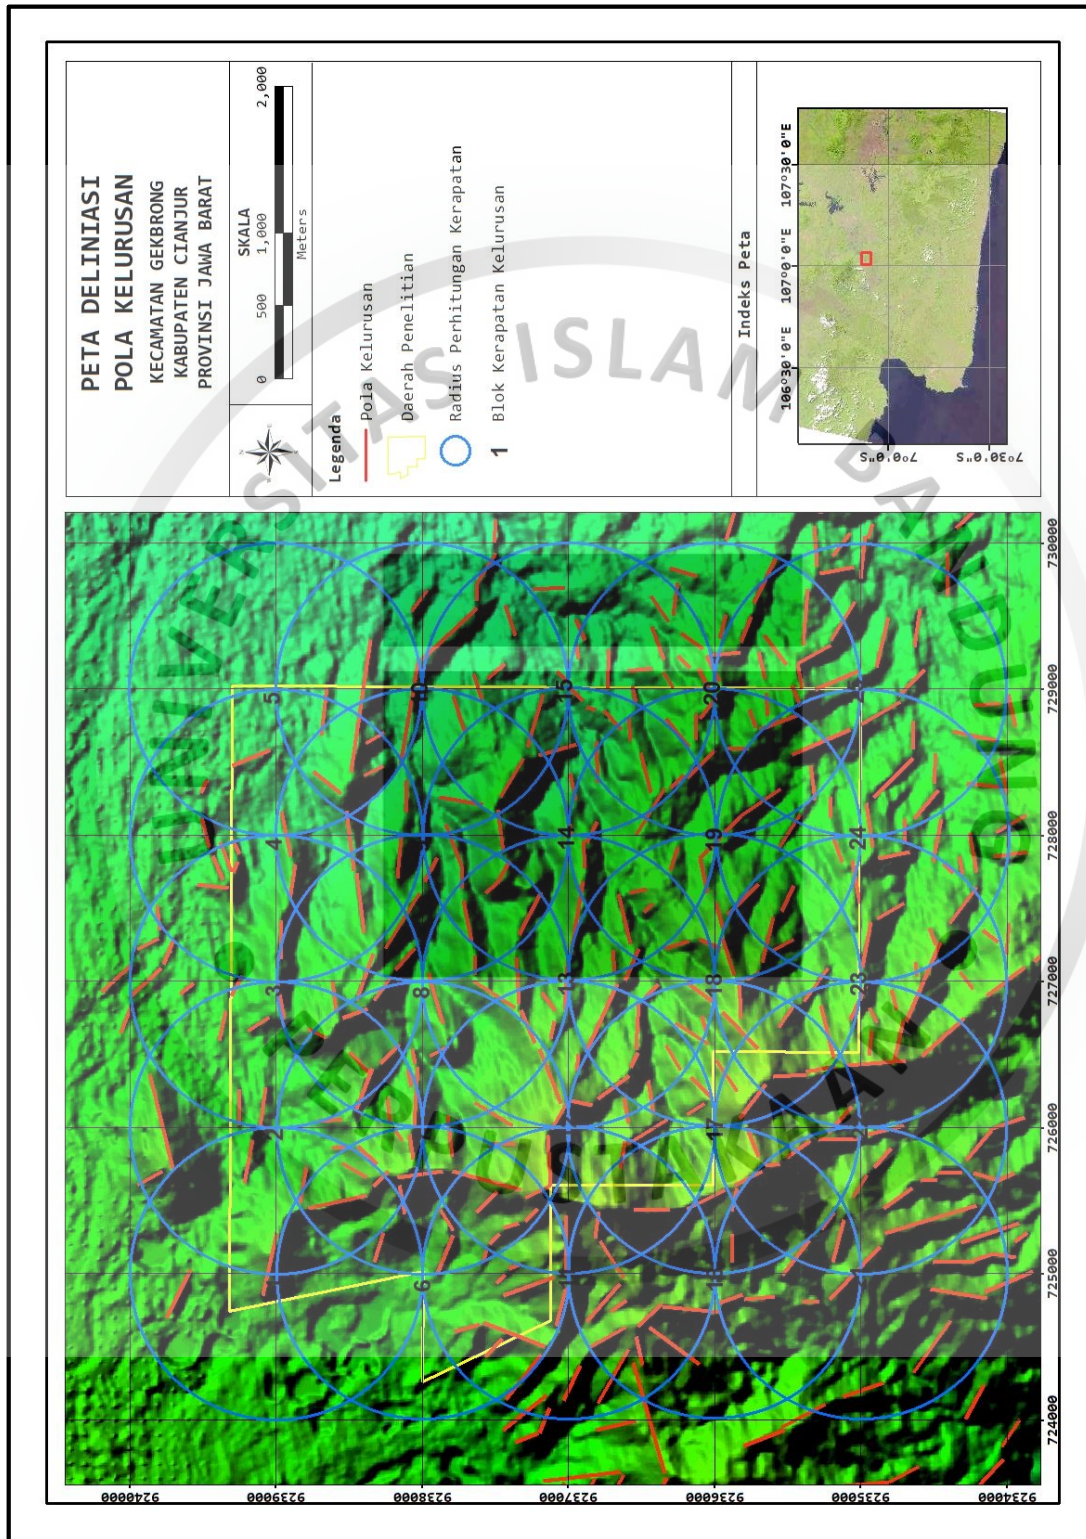 PETA DELINIASI
POLA KELURUSAN
KECAMATAN GEKBRONG
KABUPATEN CIANJUR
PROVINSI JAWA BARAT
SKALA
0 500 1,000 2,000
Meters
Legenda
Pola Kelurusan
Daerah Penelitian
Radius Perhitungan Kerapatan
1 Blok Kerapatan Kelurusan
Indeks Peta
106°30'0"E 107°0'0"E 107°30'0"E
7°0'0"S
7°30'0"S
UNIVERSITAS ISLAM BANDUNG
PERPUSTAKAAN
1 2 3 4 5
6 8 10
13 14 15
17 18 19 20
23 24
724000 725000 726000 727000 728000 729000 730000
9240000
9239000
9238000
9237000
9236000
9235000
9234000